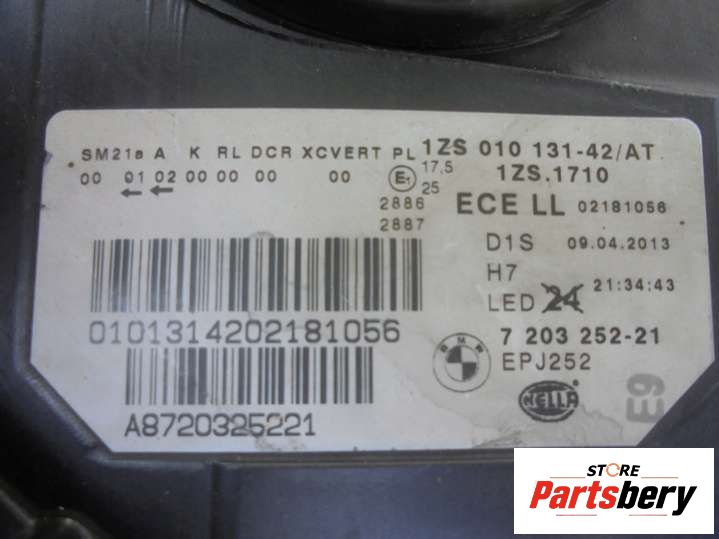 SM21a A K RL DCR XCVERT PL 1ZS 010 131-42/AT
00 01 02 00 00 00 00 E1 17,5 1ZS.1710
25
2886 ECE LL 02181056
2887
D1S 09.04.2013
H7
LED 24 21:34:43
0101314202181056
7 203 252-21
BMW
EPJ252
HELLA
E9
A8720325221
STORE
Partsbery